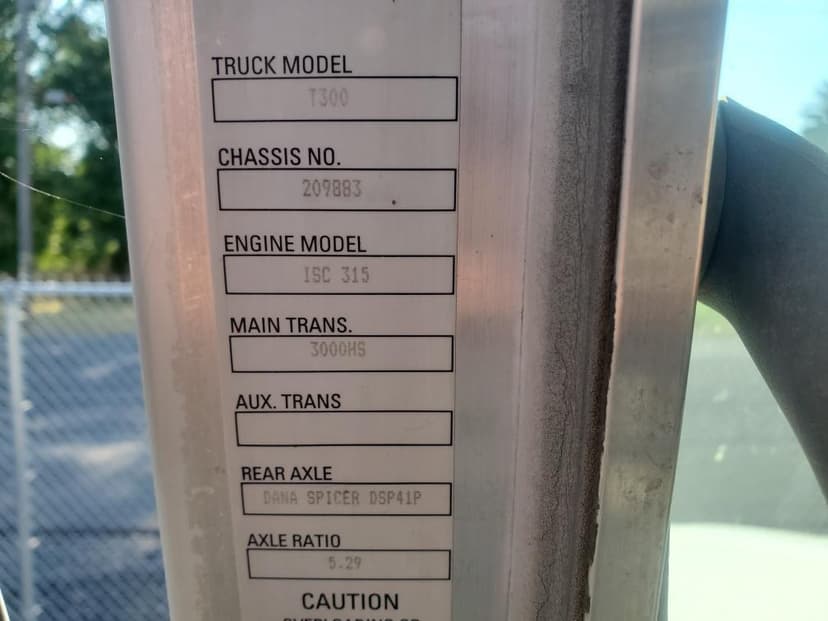 TRUCK MODEL
T300
CHASSIS NO.
209883
ENGINE MODEL
ISC 315
MAIN TRANS.
3000HS
AUX. TRANS
REAR AXLE
DANA SPICER DSP41P
AXLE RATIO
5.29
CAUTION